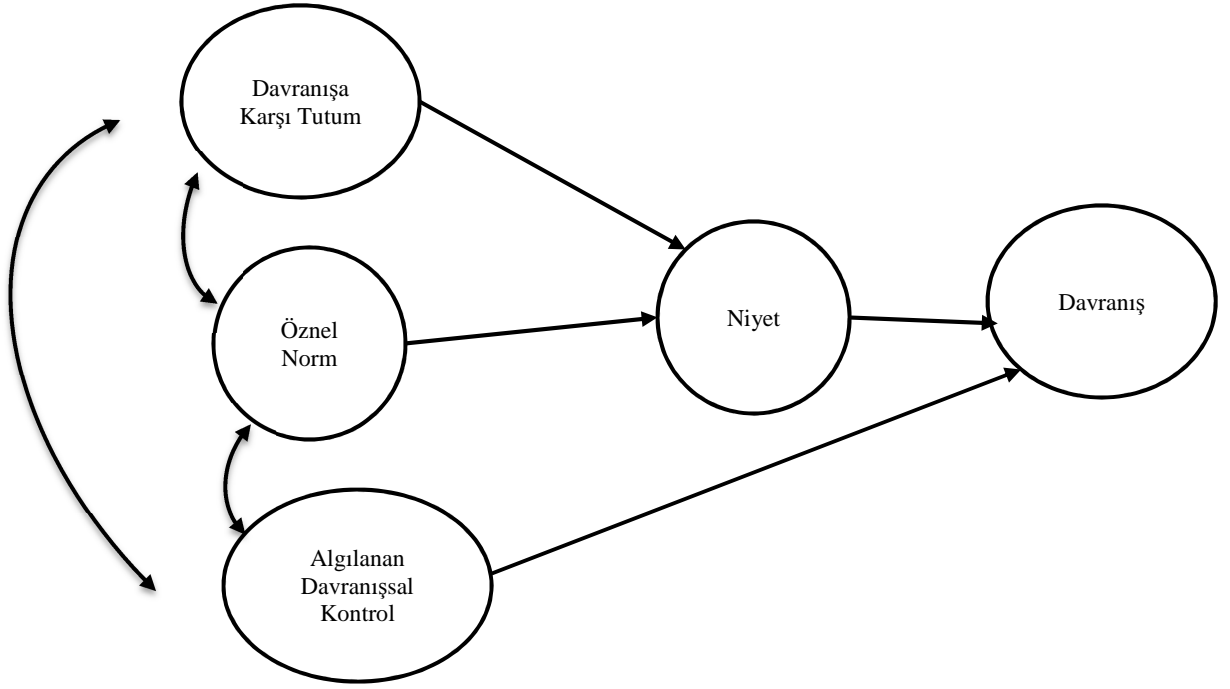 Davranışa
Karşı Tutum
Öznel
Norm
Niyet
Davranış
Algılanan
Davranışsal
Kontrol